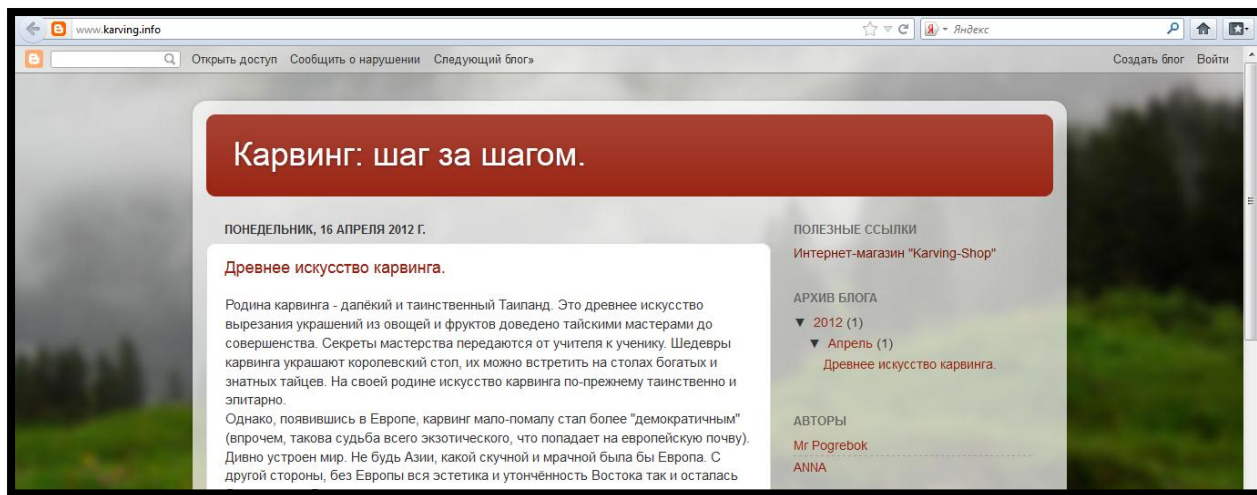 www.karving.info
Яндекс
Открыть доступ Сообщить о нарушении Следующий блог»
Создать блог Войти
Карвинг: шаг за шагом.
ПОНЕДЕЛЬНИК, 16 АПРЕЛЯ 2012 Г.
Древнее искусство карвинга.
Родина карвинга - далёкий и таинственный Таиланд. Это древнее искусство
вырезания украшений из овощей и фруктов доведено тайскими мастерами до
совершенства. Секреты мастерства передаются от учителя к ученику. Шедевры
карвинга украшают королевский стол, их можно встретить на столах богатых и
знатных тайцев. На своей родине искусство карвинга по-прежнему таинственно и
элитарно.
Однако, появившись в Европе, карвинг мало-помалу стал более "демократичным"
(впрочем, такова судьба всего экзотического, что попадает на европейскую почву).
Дивно устроен мир. Не будь Азии, какой скучной и мрачной была бы Европа. С
другой стороны, без Европы вся эстетика и утончённость Востока так и осталась
ПОЛЕЗНЫЕ ССЫЛКИ
Интернет-магазин "Karving-Shop"
АРХИВ БЛОГА
▼ 2012 (1)
▼ Апрель (1)
Древнее искусство карвинга.
АВТОРЫ
Mr Pogrebok
ANNA